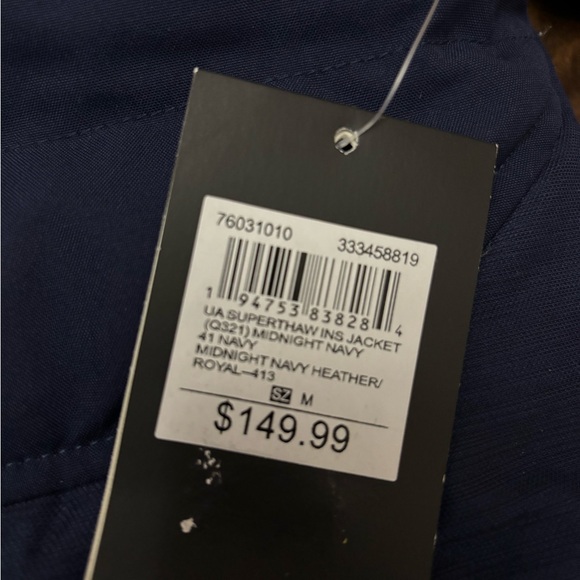 76031010 333458819
1 94753 83828 4
UA SUPERTHAW INS JACKET
(Q321) MIDNIGHT NAVY
41 NAVY
MIDNIGHT NAVY HEATHER/
ROYAL-413
SZ M
$149.99